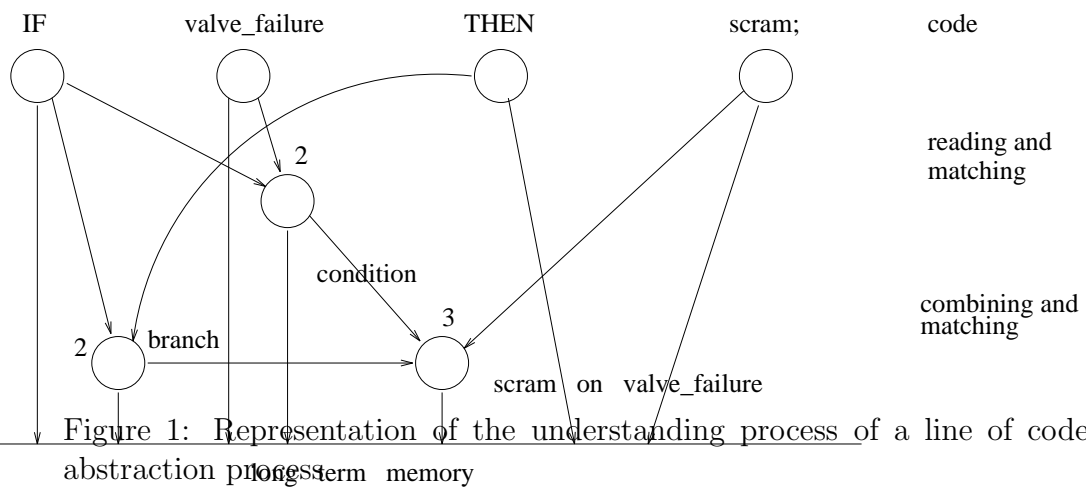 IF valve_failure THEN scram; code
reading and
matching
2
condition
combining and
matching
3
2 branch
scram on valve_failure
Figure 1: Representation of the understanding process of a line of code
abstraction process
long term memory